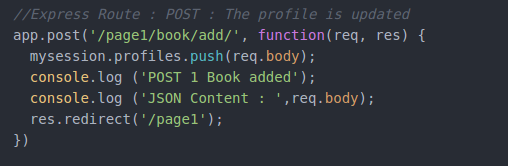 //Express Route : POST : The profile is updated
app.post('/page1/book/add/', function(req, res) {
  mysession.profiles.push(req.body);
  console.log ('POST 1 Book added');
  console.log ('JSON Content : ',req.body);
  res.redirect('/page1');
})